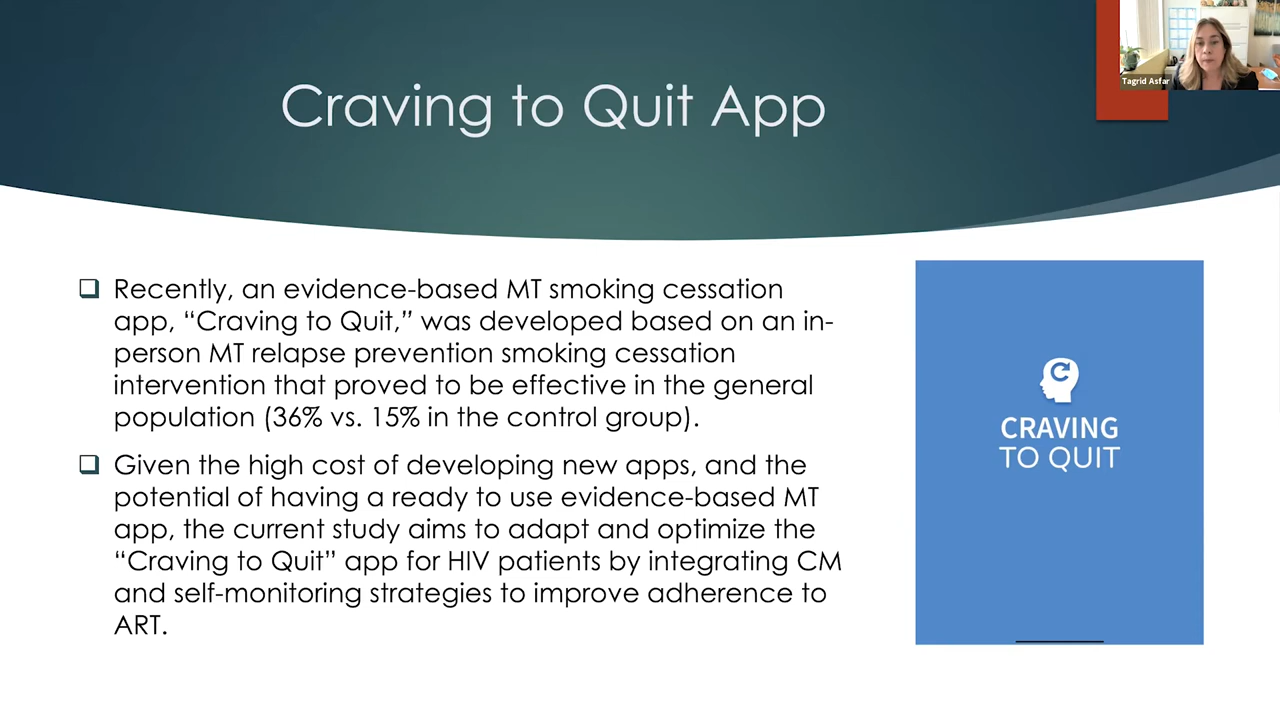 Craving to Quit App
Tagrid Asfar
Recently, an evidence-based MT smoking cessation
app, “Craving to Quit,” was developed based on an in-
person MT relapse prevention smoking cessation
intervention that proved to be effective in the general
population (36% vs. 15% in the control group).
Given the high cost of developing new apps, and the
potential of having a ready to use evidence-based MT
app, the current study aims to adapt and optimize the
“Craving to Quit” app for HIV patients by integrating CM
and self-monitoring strategies to improve adherence to
ART.
CRAVING
TO QUIT